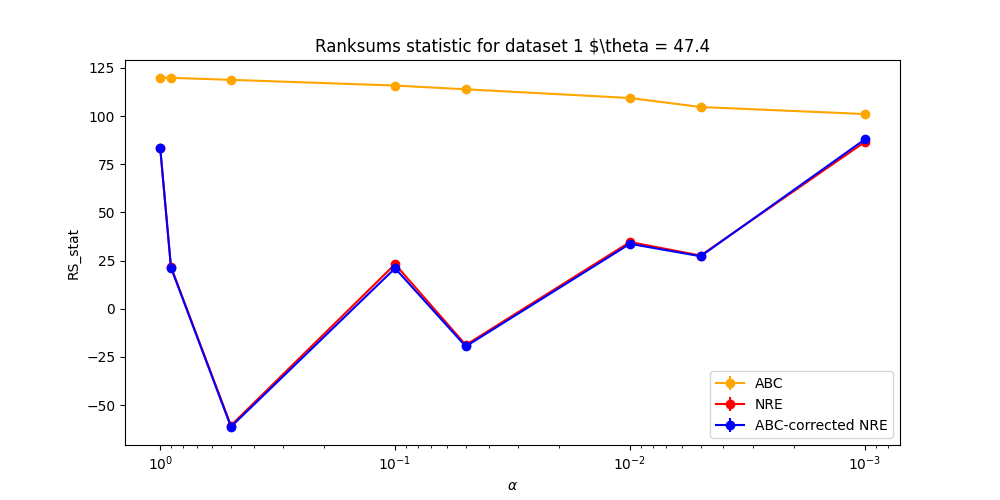 Ranksums statistic for dataset 1 $\theta = 47.4
125
100
75
50
25
0
−25
−50
RS_stat
10⁰
10⁻¹
10⁻²
10⁻³
α
ABC
NRE
ABC-corrected NRE